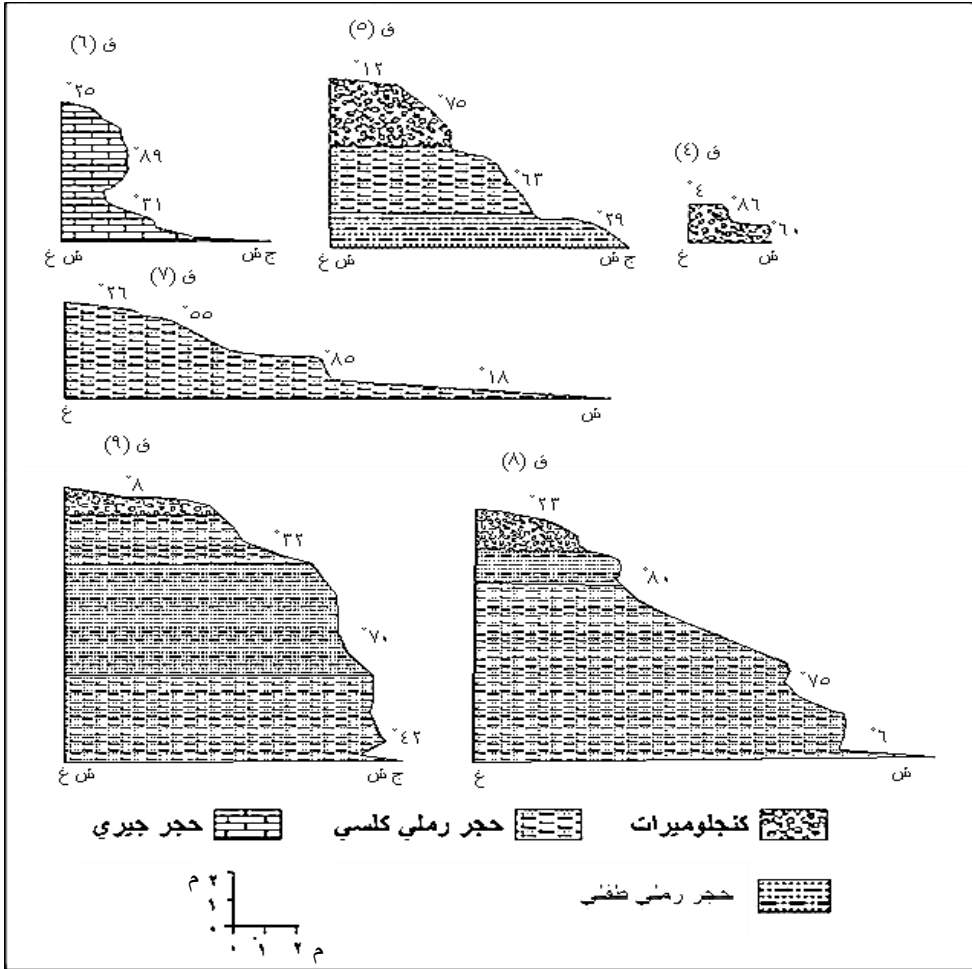 ق (٦)
°٢٥
°٨٩
°٣١
ش غ
ج ش
ق (٥)
°١٢
°٧٥
°٦٣
°٢٩
ش غ
ش ج
ق (٤)
°٤
°٨٦
°٦٠
غ
ش
ق (٧)
°٢٦
°٥٥
°٨٥
°١٨
غ
ش
ق (٩)
°٨
°٣٢
°٧٠
°٤٢
ش غ
ش ج
ق (٨)
°٢٣
°٨٠
°٧٥
°٦
غ
ش
كنجلوميرات
حجر رملي كلسي
حجر جيري
حجر رملي طفلي
م ٢
١
٠
٠ ١ ٢ م